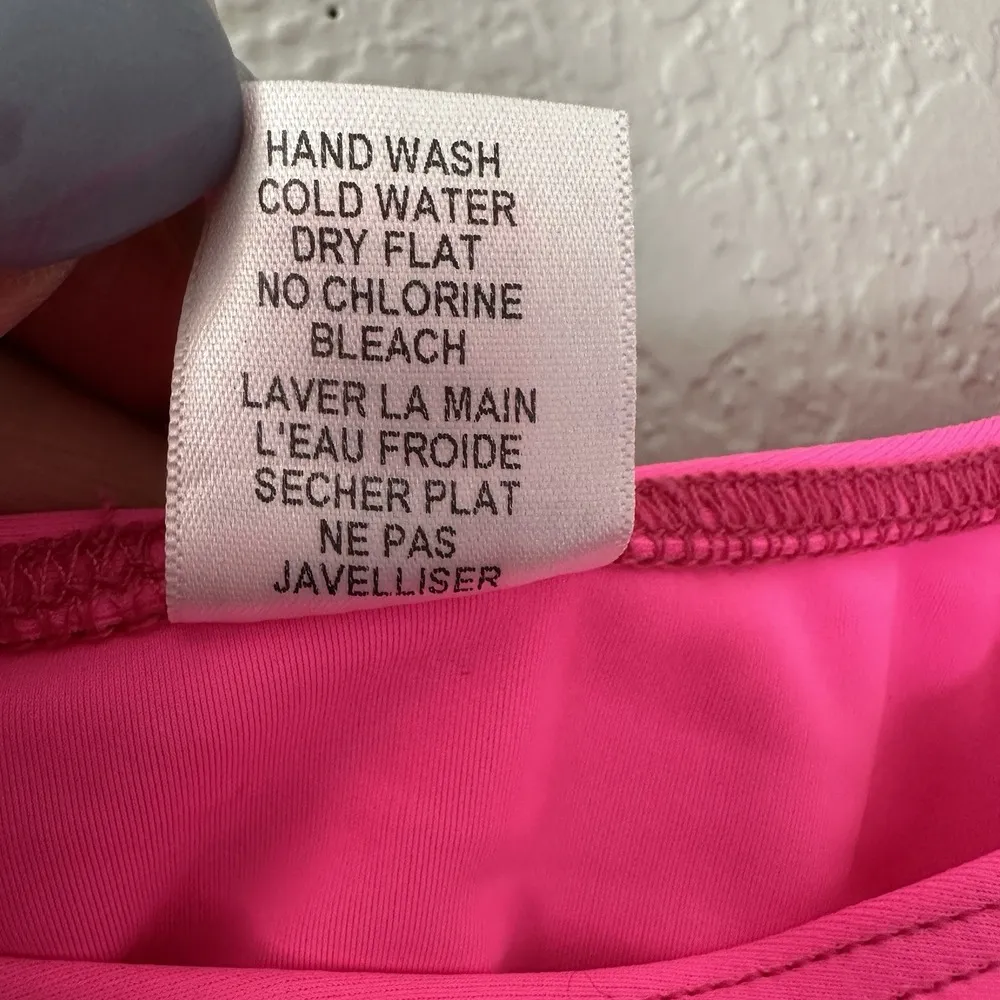 HAND WASH
COLD WATER
DRY FLAT
NO CHLORINE
BLEACH
LAVER LA MAIN
L'EAU FROIDE
SECHER PLAT
NE PAS
JAVELLISER